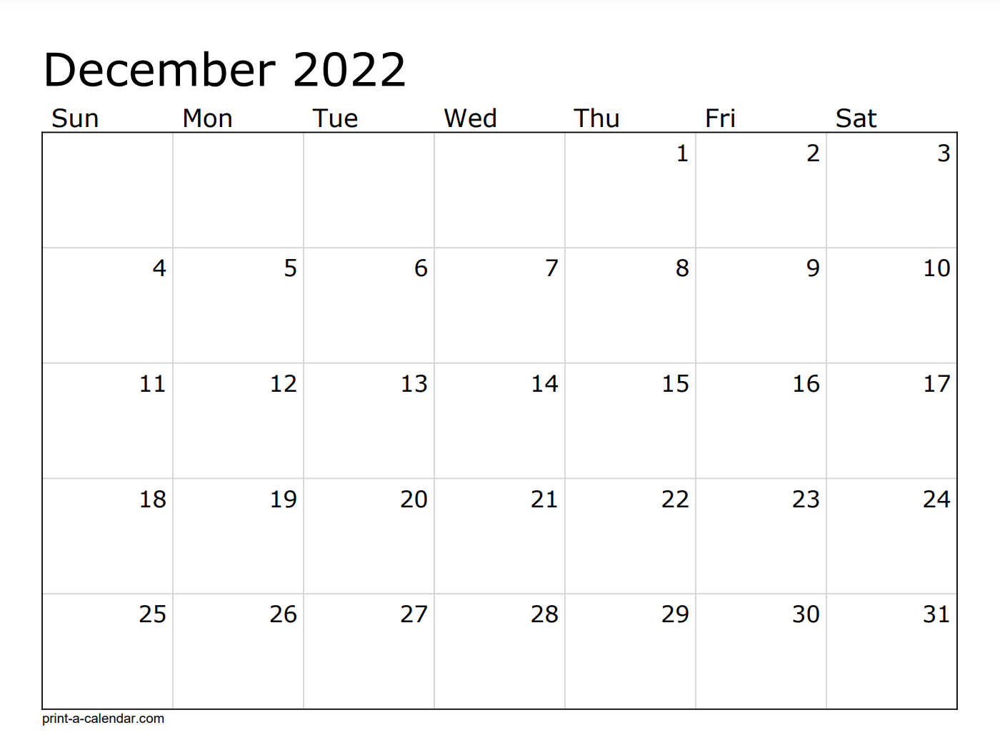 December 2022
Sun Mon Tue Wed Thu Fri Sat
1 2 3
4 5 6 7 8 9 10
11 12 13 14 15 16 17
18 19 20 21 22 23 24
25 26 27 28 29 30 31
print-a-calendar.com